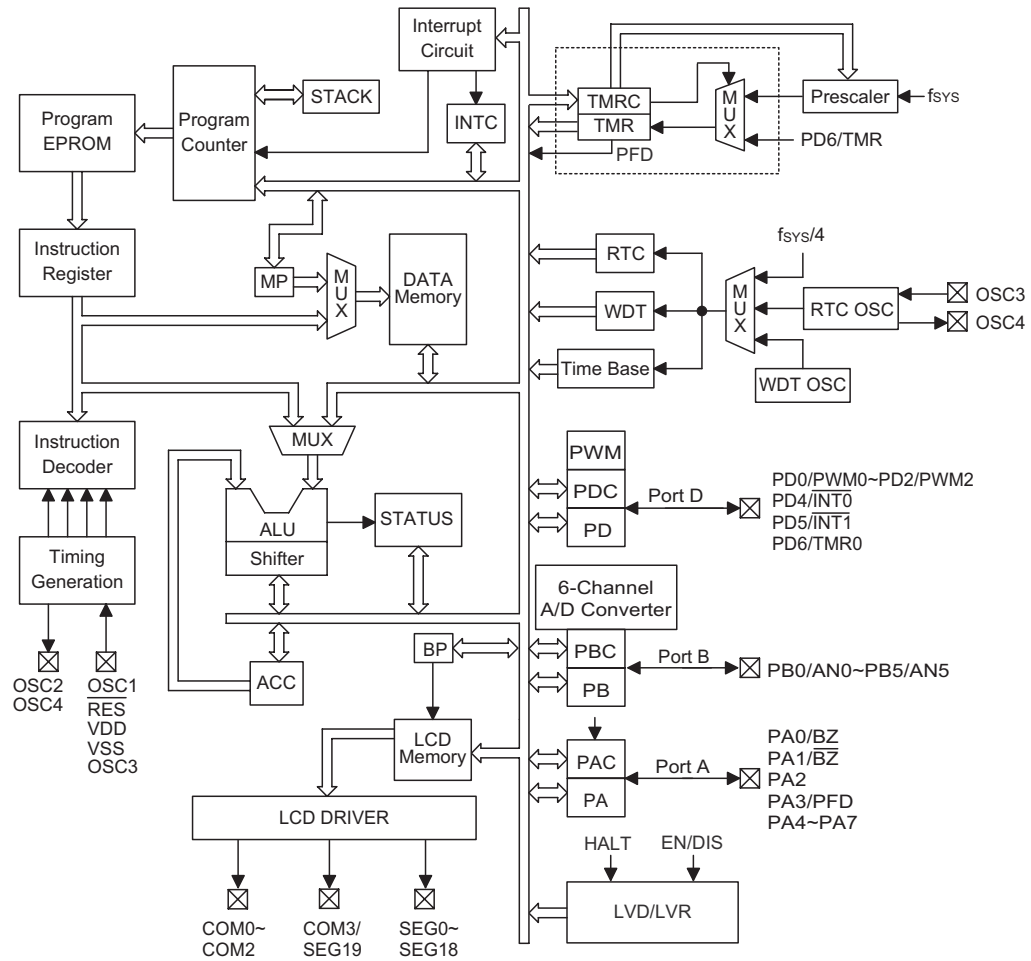 Interrupt
Circuit
STACK
Program
EPROM
Program
Counter
INTC
TMRC
TMR
PFD
MUX
Prescaler
fSYS
PD6/TMR
Instruction
Register
MP
MUX
DATA
Memory
RTC
WDT
Time Base
fSYS/4
MUX
RTC OSC
OSC3
OSC4
WDT OSC
Instruction
Decoder
MUX
ALU
Shifter
STATUS
PWM
PDC
PD
Port D
PD0/PWM0~PD2/PWM2
PD4/I̅N̅T̅0̅
PD5/I̅N̅T̅1̅
PD6/TMR0
Timing
Generation
OSC2
OSC4
OSC1
R̅E̅S̅
VDD
VSS
OSC3
ACC
BP
6-Channel
A/D Converter
PBC
PB
Port B
PB0/AN0~PB5/AN5
LCD
Memory
PAC
PA
Port A
PA0/BZ
PA1/B̅Z̅
PA2
PA3/PFD
PA4~PA7
LCD DRIVER
HALT
EN/DIS
LVD/LVR
COM0~
COM2
COM3/
SEG19
SEG0~
SEG18